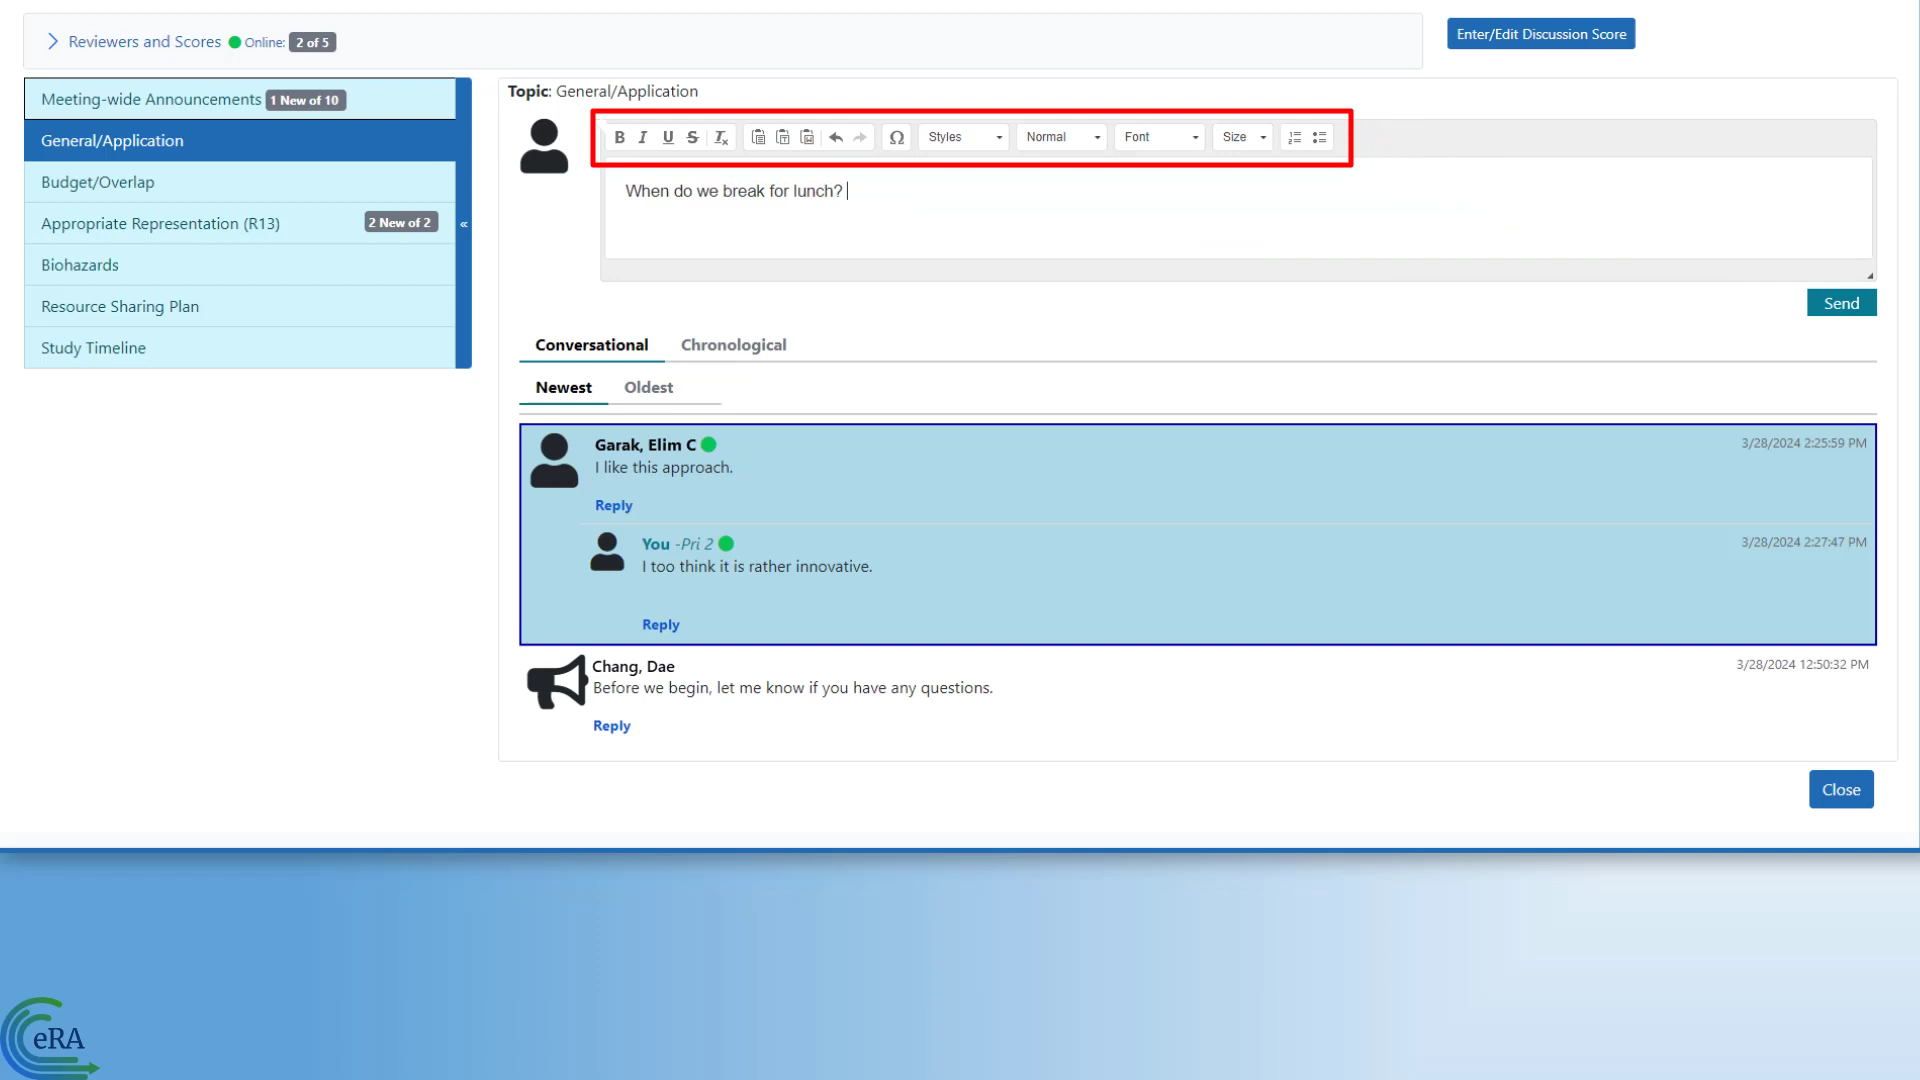 Reviewers and Scores Online: 2 of 5
Enter/Edit Discussion Score
Meeting-wide Announcements 1 New of 10
General/Application
Budget/Overlap
Appropriate Representation (R13) 2 New of 2
«
Biohazards
Resource Sharing Plan
Study Timeline
Topic: General/Application
B I U S Tx Ω Styles Normal Font Size
When do we break for lunch?
Send
Conversational Chronological
Newest Oldest
Garak, Elim C 3/28/2024 2:25:59 PM
I like this approach.
Reply
You -Pri 2 3/28/2024 2:27:47 PM
I too think it is rather innovative.
Reply
Chang, Dae 3/28/2024 12:50:32 PM
Before we begin, let me know if you have any questions.
Reply
Close
eRA